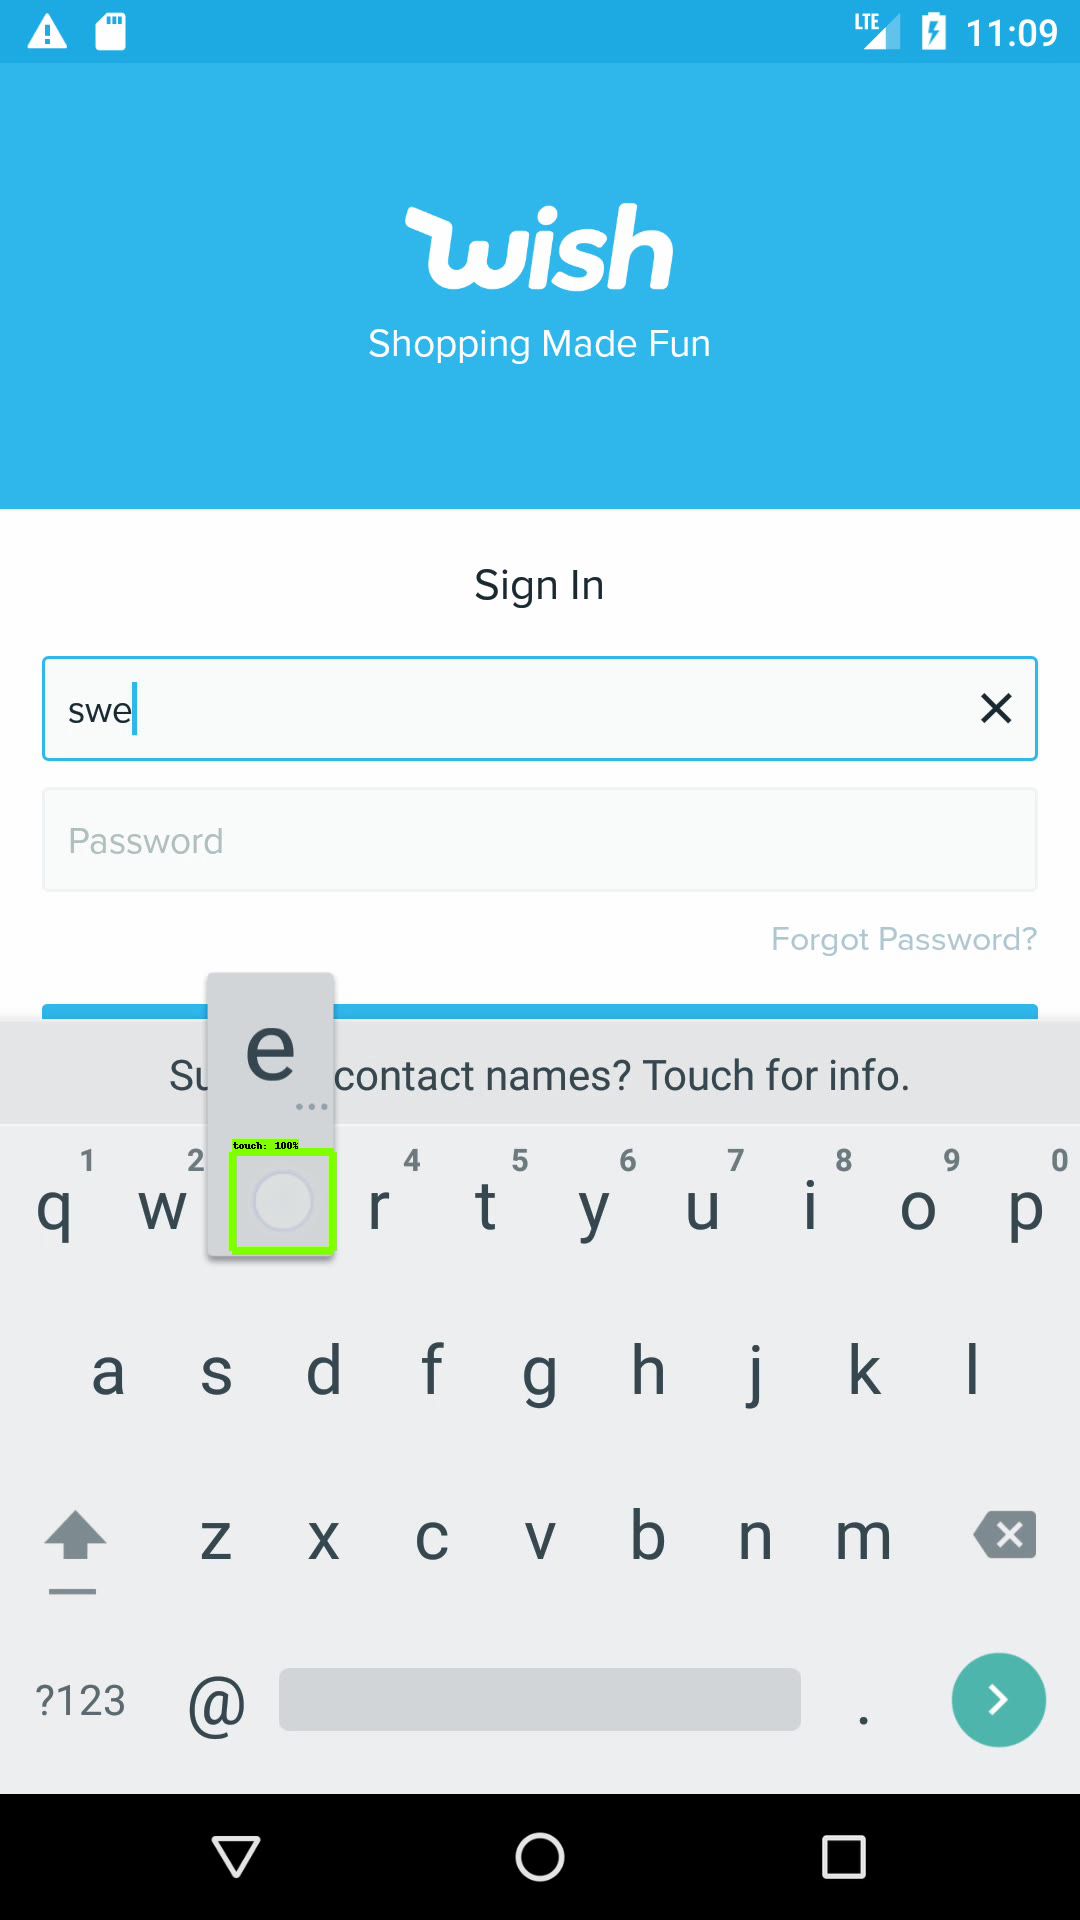 LTE 11:09
wish
Shopping Made Fun
Sign In
swe
Password
Forgot Password?
e
contact names? Touch for info.
touch: 100%
1 2 4 5 6 7 8 9 0
q w r t y u i o p
a s d f g h j k l
z x c v b n m
?123 @ .